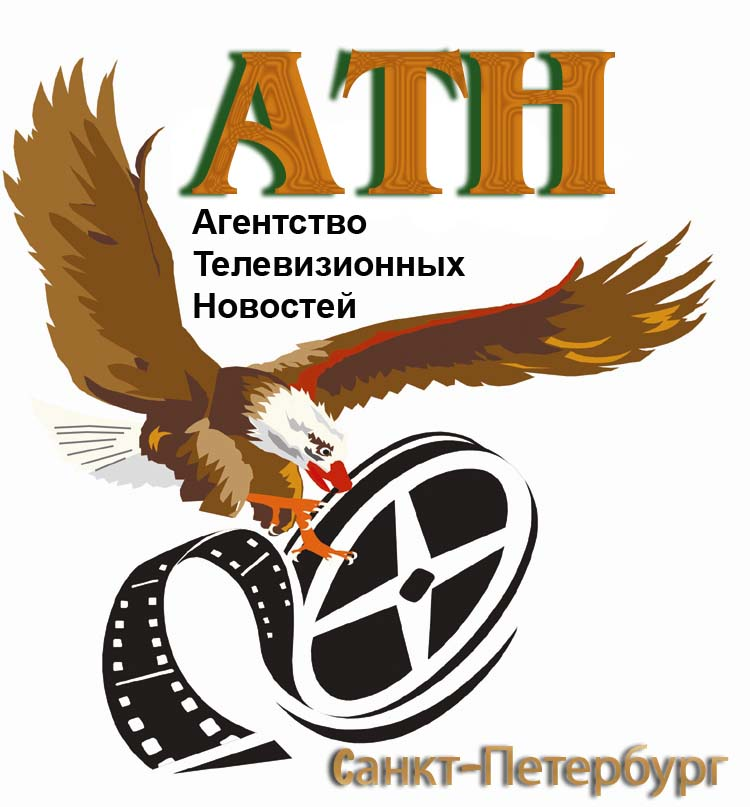 АТН
Агентство
Телевизионных
Новостей
Санкт-Петербург